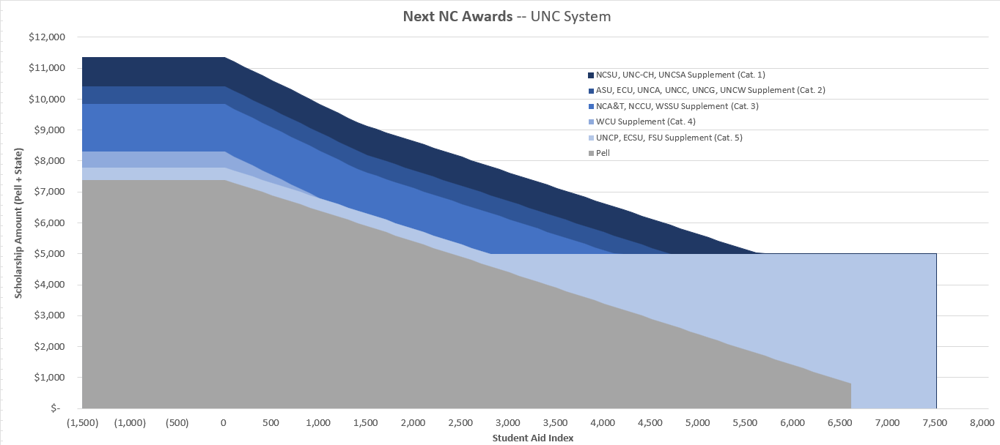 Next NC Awards -- UNC System
$12,000
$11,000
$10,000
$9,000
$8,000
$7,000
$6,000
$5,000
$4,000
$3,000
$2,000
$1,000
$-
Scholarship Amount (Pell + State)
NCSU, UNC-CH, UNCSA Supplement (Cat. 1)
ASU, ECU, UNCA, UNCC, UNCG, UNCW Supplement (Cat. 2)
NCA&T, NCCU, WSSU Supplement (Cat. 3)
WCU Supplement (Cat. 4)
UNCP, ECSU, FSU Supplement (Cat. 5)
Pell
(1,500) (1,000) (500) 0 500 1,000 1,500 2,000 2,500 3,000 3,500 4,000 4,500 5,000 5,500 6,000 6,500 7,000 7,500 8,000
Student Aid Index